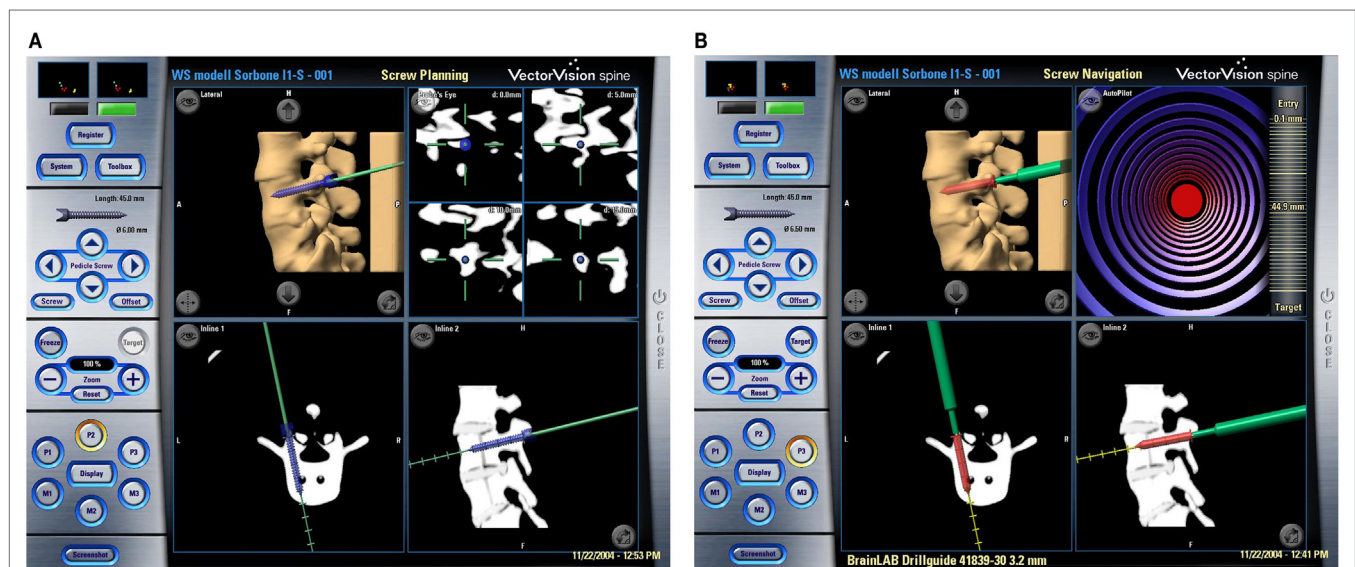 A
WS modell Sorbone I1-S - 001
Screw Planning
VectorVision spine
Lateral
H
d: 0.0mm
d: 5.0mm
Register
System
Toolbox
Length: 45.0 mm
A
P
d: 10.0mm
d: 15.0mm
Ø 6.00 mm
Pedicle Screw
Screw
Offset
F
CLOSE
Inline 1
Inline 2
H
Freeze
Target
100 %
Zoom
Reset
P2
P1
P3
L
R
Display
M1
M3
M2
F
Screenshot
11/22/2004 - 12:53 PM
B
WS modell Sorbone I1-S - 001
Screw Navigation
VectorVision spine
Lateral
H
AutoPilot
Entry
0.1 mm
Register
System
Toolbox
Length: 45.0 mm
A
P
44.9 mm
Ø 6.50 mm
Pedicle Screw
Screw
Offset
F
Target
CLOSE
Inline 1
Inline 2
H
Freeze
Target
100 %
Zoom
Reset
P2
P1
P3
L
R
Display
M1
M3
M2
F
Screenshot
BrainLAB Drillguide 41839-30 3.2 mm
11/22/2004 - 12:41 PM